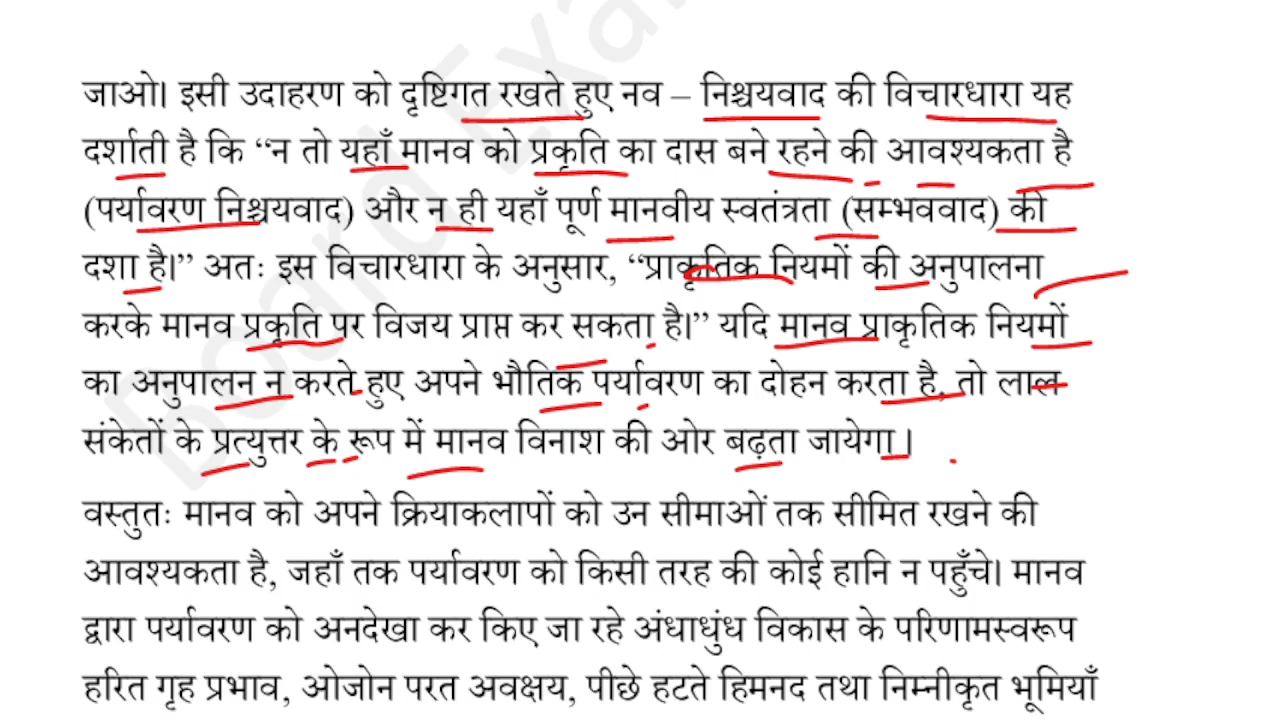 जाओ। इसी उदाहरण को दृष्टिगत रखते हुए नव – निश्चयवाद की विचारधारा यह
दर्शाती है कि “न तो यहाँ मानव को प्रकृति का दास बने रहने की आवश्यकता है
(पर्यावरण निश्चयवाद) और न ही यहाँ पूर्ण मानवीय स्वतंत्रता (सम्भववाद) की
दशा है।” अतः इस विचारधारा के अनुसार, “प्राकृतिक नियमों की अनुपालना
करके मानव प्रकृति पर विजय प्राप्त कर सकता है।” यदि मानव प्राकृतिक नियमों
का अनुपालन न करते हुए अपने भौतिक पर्यावरण का दोहन करता है, तो लाल
संकेतों के प्रत्युत्तर के रूप में मानव विनाश की ओर बढ़ता जायेगा।
वस्तुतः मानव को अपने क्रियाकलापों को उन सीमाओं तक सीमित रखने की
आवश्यकता है, जहाँ तक पर्यावरण को किसी तरह की कोई हानि न पहुँचे। मानव
द्वारा पर्यावरण को अनदेखा कर किए जा रहे अंधाधुंध विकास के परिणामस्वरूप
हरित गृह प्रभाव, ओजोन परत अवक्षय, पीछे हटते हिमनद तथा निम्नीकृत भूमियाँ